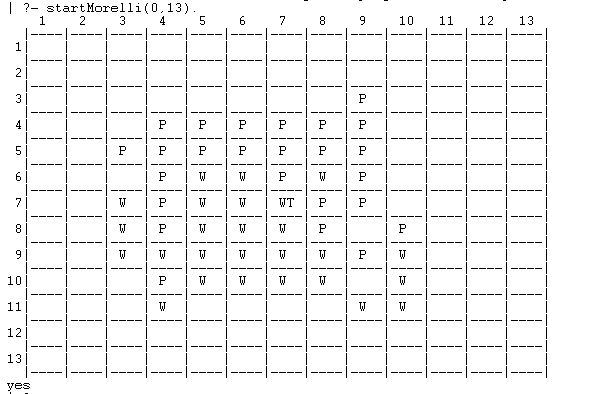 | ?- startMorelli(0,13).
1 2 3 4 5 6 7 8 9 10 11 12 13
1
2
3 P
4 P P P P P P
5 P P P P P P P
6 P W W P W P
7 W P W W WT P P
8 W P W W W P P
9 W W W W W W P W
10 P W W W W W
11 W W W
12
13
yes